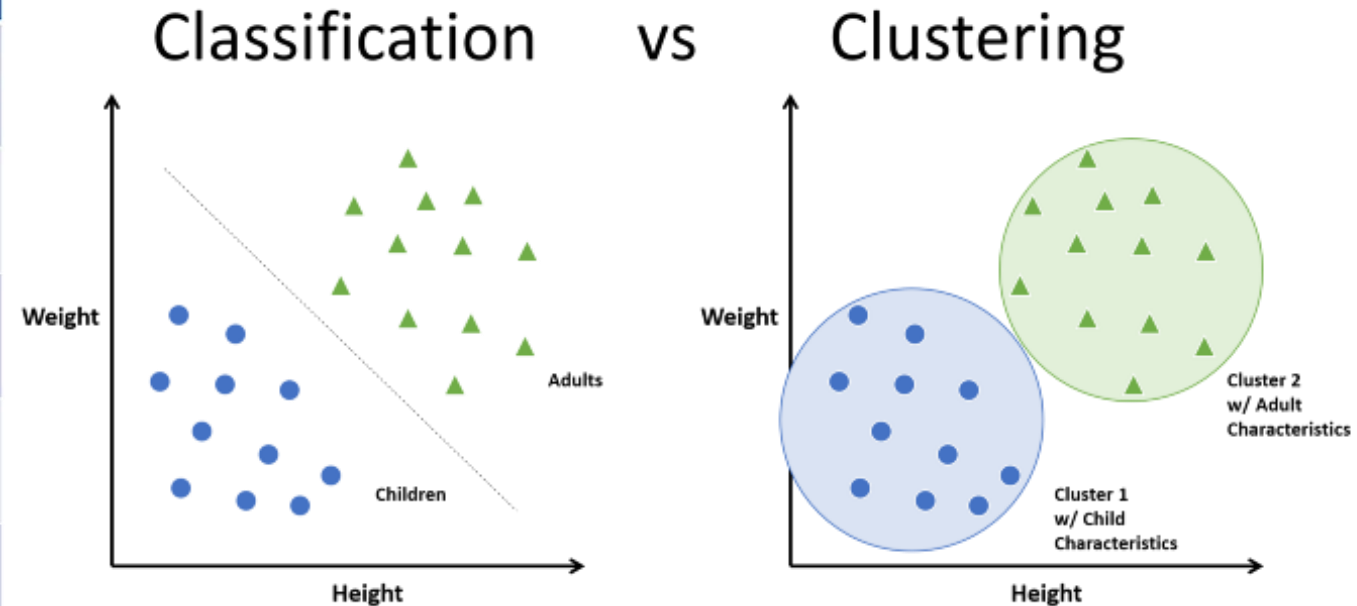 Classification vs Clustering
Weight
Adults
Children
Height
Weight
Cluster 2
w/ Adult
Characteristics
Cluster 1
w/ Child
Characteristics
Height